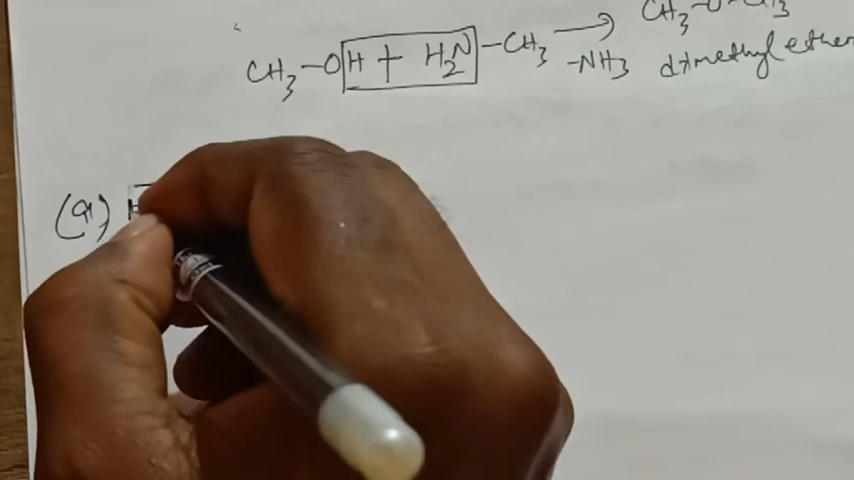 CH3-O-CH3
CH3-OH + H2N-CH3 →
-NH3 dimethyl ether
(a) H